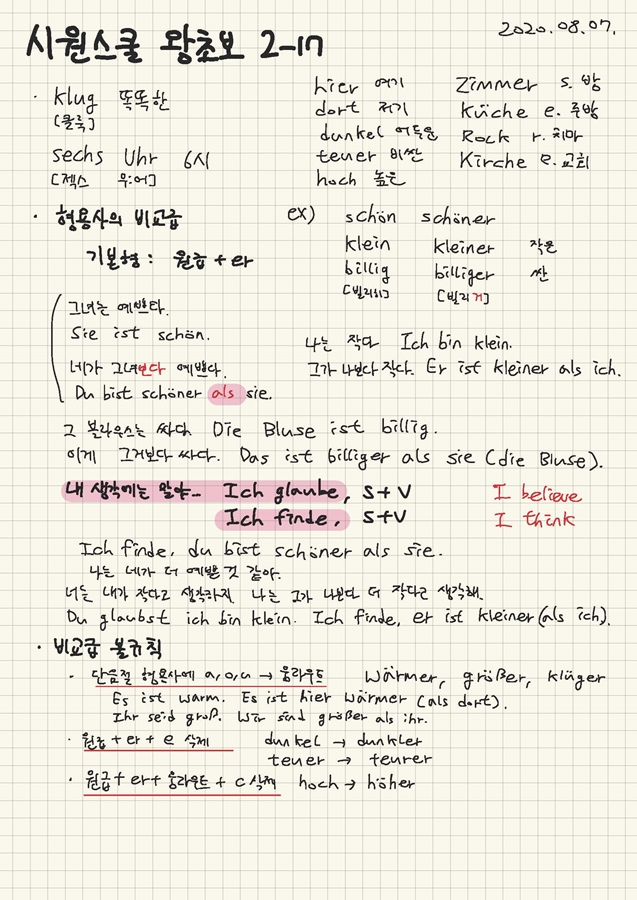 시원스쿨 왕초보 2-17
2020.08.07.
· klug 똑똑한
[클룩]
sechs Uhr 6시
[젝스 우어]
hier 여기
dort 저기
dunkel 어두운
teuer 비싼
hoch 높은
Zimmer s. 방
Küche e. 주방
Rock r. 치마
Kirche e. 교회
· 형용사의 비교급
기본형 : 원급 + er
ex) schön schöner
klein kleiner 작은
billig billiger 싼
[빌리히] [빌리거]
그녀는 예쁘다.
Sie ist schön.
네가 그녀보다 예쁘다.
Du bist schöner als sie.
나는 작다 Ich bin klein.
그가 나보다 작다. Er ist kleiner als ich.
그 블라우스는 싸다. Die Bluse ist billig.
이게 그거보다 싸다. Das ist billiger als sie (die Bluse).
내 생각에는 말야.. Ich glaube, S+V I believe
Ich finde, S+V I think
Ich finde, du bist schöner als sie.
나는 네가 더 예쁠 것 같아.
너는 내가 작다고 생각하지. 나는 그가 나보다 더 작다고 생각해.
Du glaubst ich bin klein. Ich finde, er ist kleiner (als ich).
· 비교급 불규칙
· 단음절 형용사에 a, o, u → 움라우트 wärmer, größer, klüger
Es ist warm. Es ist hier wärmer (als dort).
Ihr seid groß. Wir sind größer als ihr.
· 원급 + er + e 삭제 dunkel → dunkler
teuer → teurer
· 원급 + er + 움라우트 + c 삭제 hoch → höher